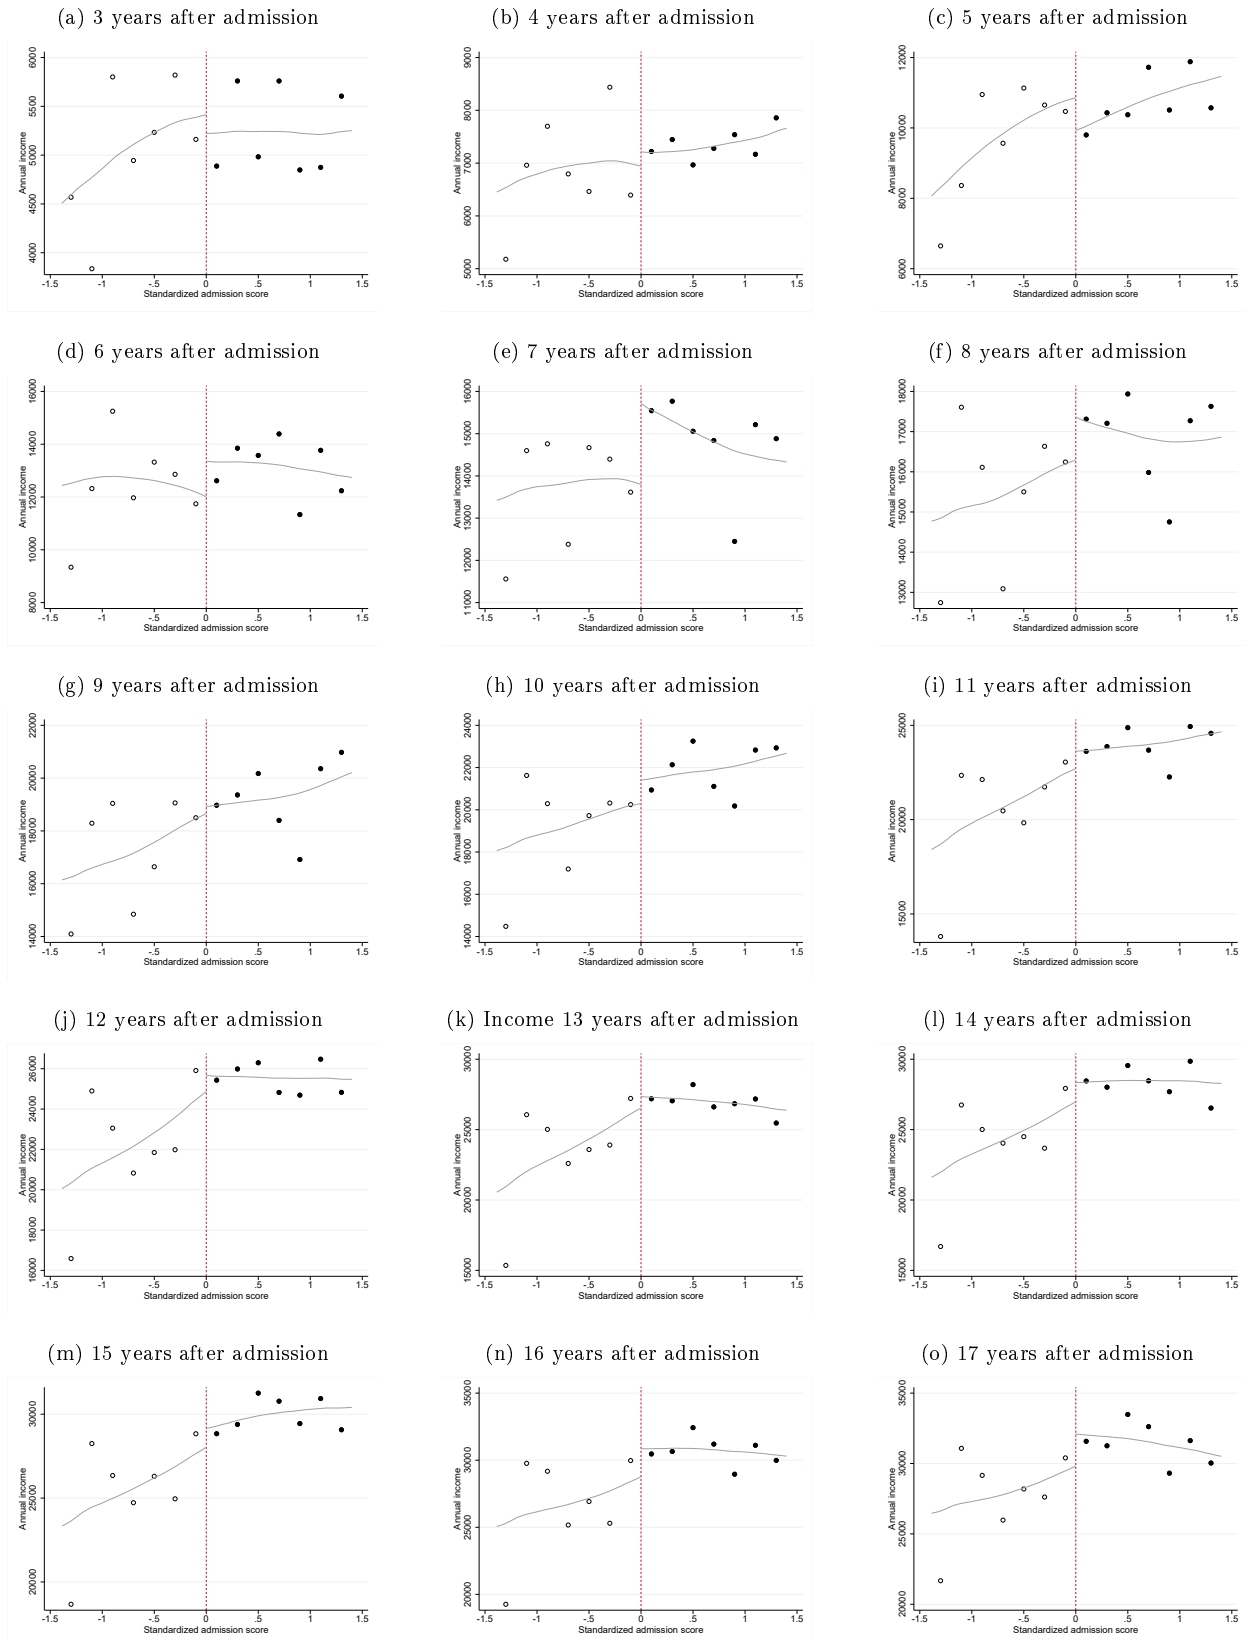 (a) 3 years after admission
Annual income
6000
5500
5000
4500
4000
-1.5 -1 -.5 0 .5 1 1.5
Standardized admission score
(b) 4 years after admission
Annual income
9000
8000
7000
6000
5000
-1.5 -1 -.5 0 .5 1 1.5
Standardized admission score
(c) 5 years after admission
Annual income
12000
10000
8000
6000
-1.5 -1 -.5 0 .5 1 1.5
Standardized admission score
(d) 6 years after admission
Annual income
16000
14000
12000
10000
8000
-1.5 -1 -.5 0 .5 1 1.5
Standardized admission score
(e) 7 years after admission
Annual income
16000
15000
14000
13000
12000
11000
-1.5 -1 -.5 0 .5 1 1.5
Standardized admission score
(f) 8 years after admission
Annual income
18000
17000
16000
15000
14000
13000
-1.5 -1 -.5 0 .5 1 1.5
Standardized admission score
(g) 9 years after admission
Annual income
22000
20000
18000
16000
14000
-1.5 -1 -.5 0 .5 1 1.5
Standardized admission score
(h) 10 years after admission
Annual income
24000
22000
20000
18000
16000
14000
-1.5 -1 -.5 0 .5 1 1.5
Standardized admission score
(i) 11 years after admission
Annual income
25000
20000
15000
-1.5 -1 -.5 0 .5 1 1.5
Standardized admission score
(j) 12 years after admission
Annual income
26000
24000
22000
20000
18000
16000
-1.5 -1 -.5 0 .5 1 1.5
Standardized admission score
(k) Income 13 years after admission
Annual income
30000
25000
20000
15000
-1.5 -1 -.5 0 .5 1 1.5
Standardized admission score
(l) 14 years after admission
Annual income
30000
25000
20000
15000
-1.5 -1 -.5 0 .5 1 1.5
Standardized admission score
(m) 15 years after admission
Annual income
30000
25000
20000
-1.5 -1 -.5 0 .5 1 1.5
Standardized admission score
(n) 16 years after admission
Annual income
35000
30000
25000
20000
-1.5 -1 -.5 0 .5 1 1.5
Standardized admission score
(o) 17 years after admission
Annual income
35000
30000
25000
20000
-1.5 -1 -.5 0 .5 1 1.5
Standardized admission score